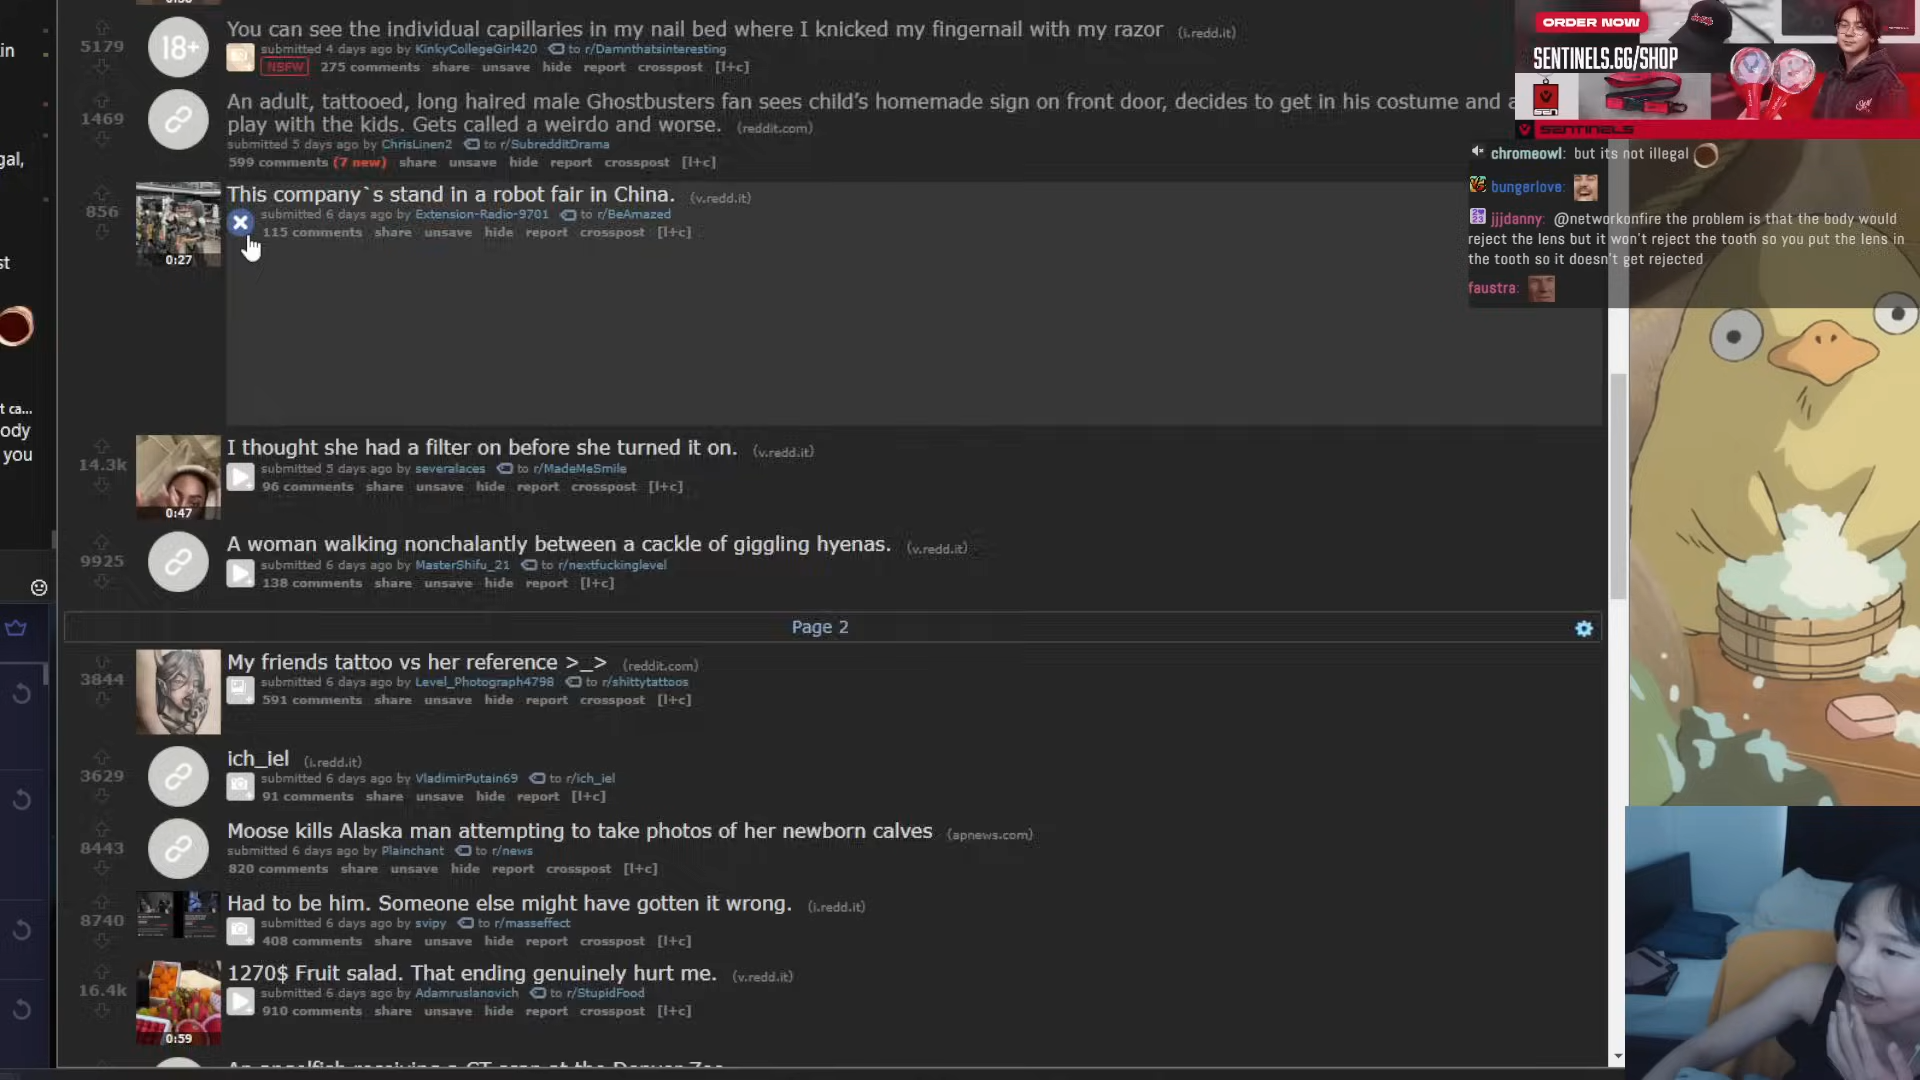 5179
18+
You can see the individual capillaries in my nail bed where I knicked my fingernail with my razor (i.redd.it)
submitted 4 days ago by KinkyCollegeGirl420 to r/Damnthatsinteresting
NSFW 275 comments share unsave hide report crosspost [l+c]
1469
An adult, tattooed, long haired male Ghostbusters fan sees child's homemade sign on front door, decides to get in his costume and
play with the kids. Gets called a weirdo and worse. (reddit.com)
submitted 5 days ago by ChrisLinen2 to r/SubredditDrama
599 comments (7 new) share unsave hide report crosspost [l+c]
856
0:27
This company`s stand in a robot fair in China. (v.redd.it)
submitted 6 days ago by Extension-Radio-9701 to r/BeAmazed
115 comments share unsave hide report crosspost [l+c]
14.3k
0:47
I thought she had a filter on before she turned it on. (v.redd.it)
submitted 5 days ago by severalaces to r/MadeMeSmile
96 comments share unsave hide report crosspost [l+c]
9925
A woman walking nonchalantly between a cackle of giggling hyenas. (v.redd.it)
submitted 6 days ago by MasterShifu_21 to r/nextfuckinglevel
138 comments share unsave hide report [l+c]
Page 2
3844
My friends tattoo vs her reference >_> (reddit.com)
submitted 6 days ago by Level_Photograph4798 to r/shittytattoos
591 comments share unsave hide report crosspost [l+c]
3629
ich_iel (i.redd.it)
submitted 6 days ago by VladimirPutain69 to r/ich_iel
91 comments share unsave hide report [l+c]
8443
Moose kills Alaska man attempting to take photos of her newborn calves (apnews.com)
submitted 6 days ago by Plainchant to r/news
820 comments share unsave hide report crosspost [l+c]
8740
Had to be him. Someone else might have gotten it wrong. (i.redd.it)
submitted 6 days ago by svipy to r/masseffect
408 comments share unsave hide report crosspost [l+c]
16.4k
0:59
1270$ Fruit salad. That ending genuinely hurt me. (v.redd.it)
submitted 6 days ago by Adamruslanovich to r/StupidFood
910 comments share unsave hide report crosspost [l+c]
ORDER NOW
SENTINELS.GG/SHOP
SENTINELS
chromeowl: but its not illegal
bungerlove:
jjjdanny: @networkonfire the problem is that the body would
reject the lens but it won't reject the tooth so you put the lens in
the tooth so it doesn't get rejected
faustra:
gal,
st
t ca...
ody
you